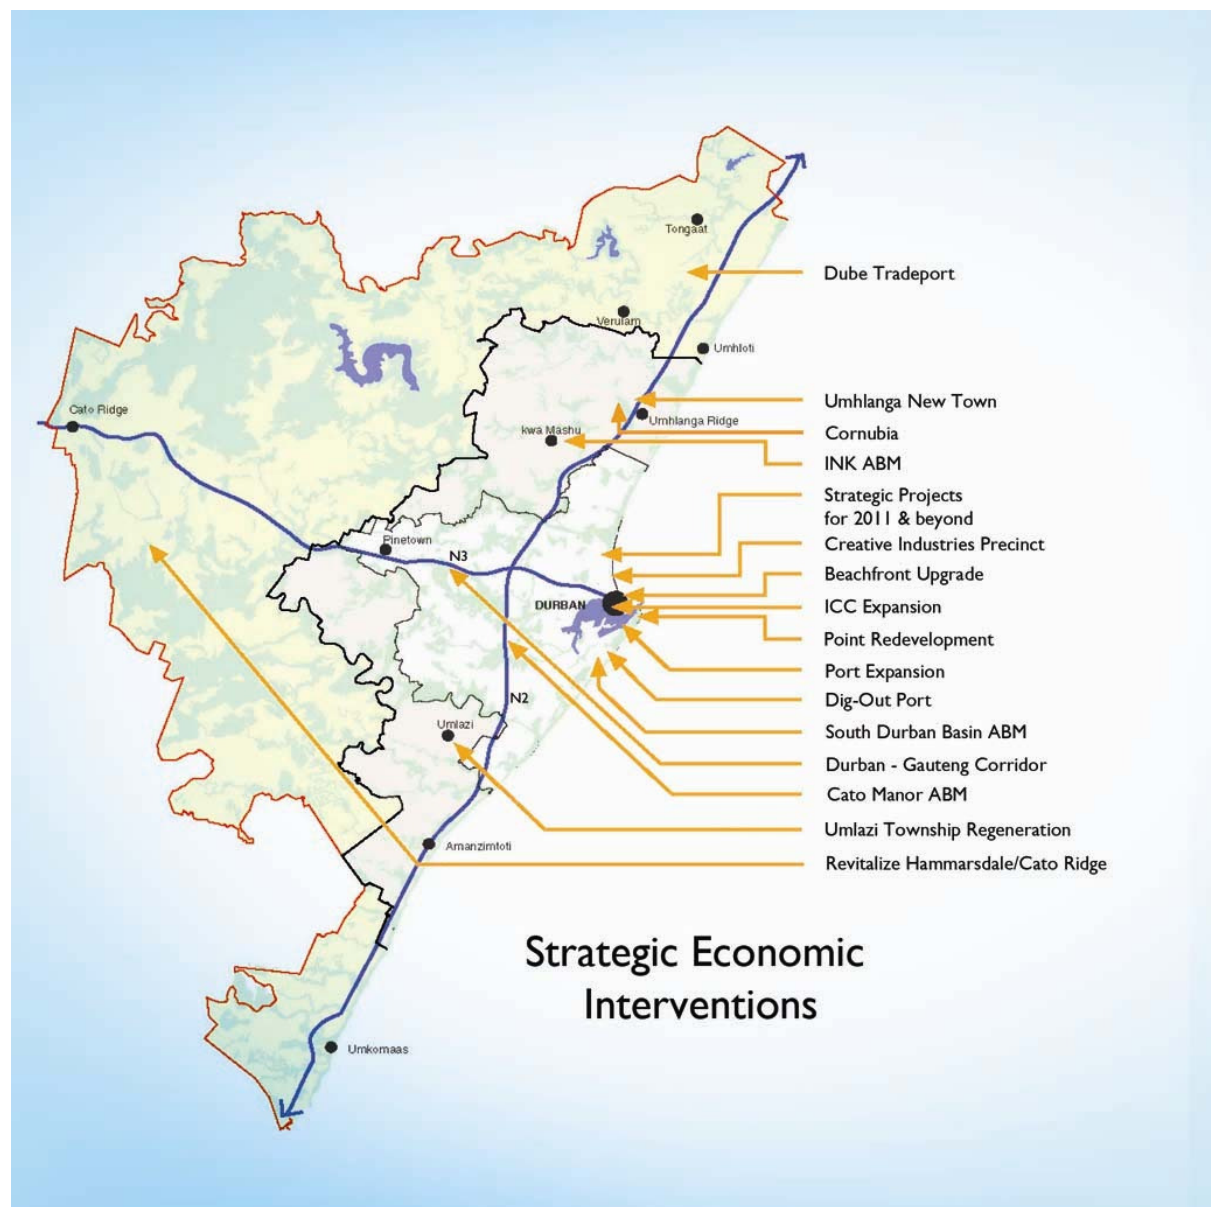 Tongaat
Dube Tradeport
Verulam
Umhloti
Umhlanga New Town
Cato Ridge
Umhlanga Ridge
kwa Mashu
Cornubia
INK ABM
Strategic Projects
for 2011 & beyond
Pinetown
Creative Industries Precinct
N3
Beachfront Upgrade
DURBAN
ICC Expansion
Point Redevelopment
Port Expansion
N2
Dig-Out Port
Umlazi
South Durban Basin ABM
Durban - Gauteng Corridor
Cato Manor ABM
Umlazi Township Regeneration
Amanzimtoti
Revitalize Hammarsdale/Cato Ridge
Strategic Economic
Interventions
Umkomaas